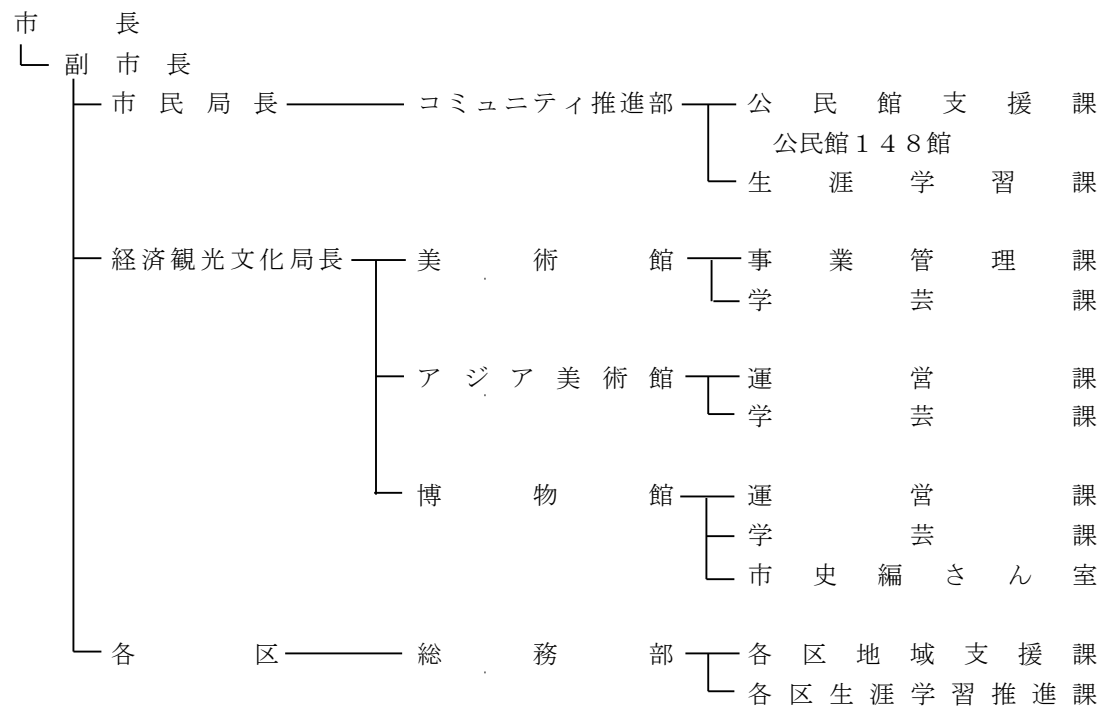 市長
副市長
市民局長 コミュニティ推進部 公民館支援課
公民館１４８館
生涯学習課
経済観光文化局長 美術館 事業管理課
学芸課
アジア美術館 運営課
学芸課
博物館 運営課
学芸課
市史編さん室
各区 総務部 各区地域支援課
各区生涯学習推進課